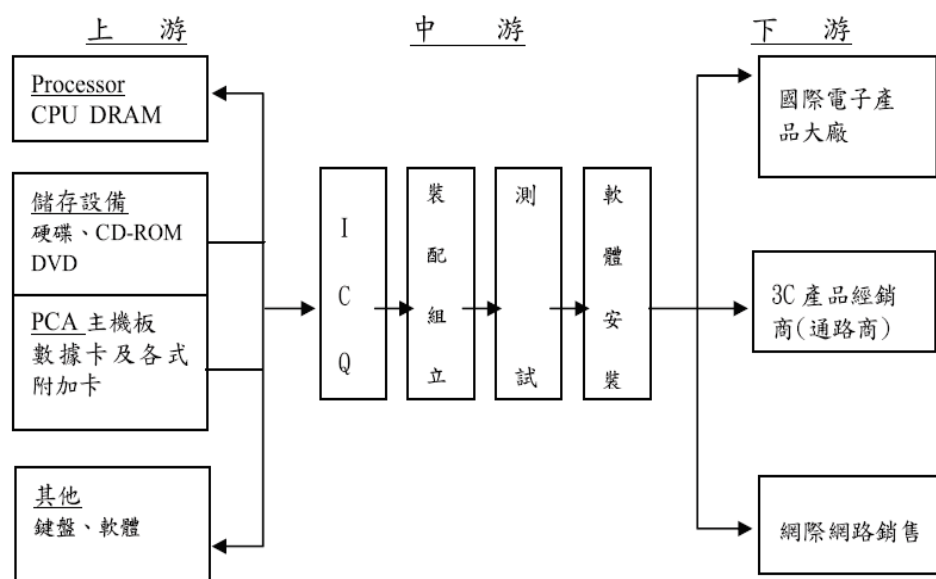 上 游
中 游
下 游
Processor
CPU DRAM
儲存設備
硬碟、CD-ROM
DVD
PCA 主機板
數據卡及各式
附加卡
其他
鍵盤、軟體
ICQ
裝配組立
測試
軟體安裝
國際電子產
品大廠
3C 產品經銷
商(通路商)
網際網路銷售